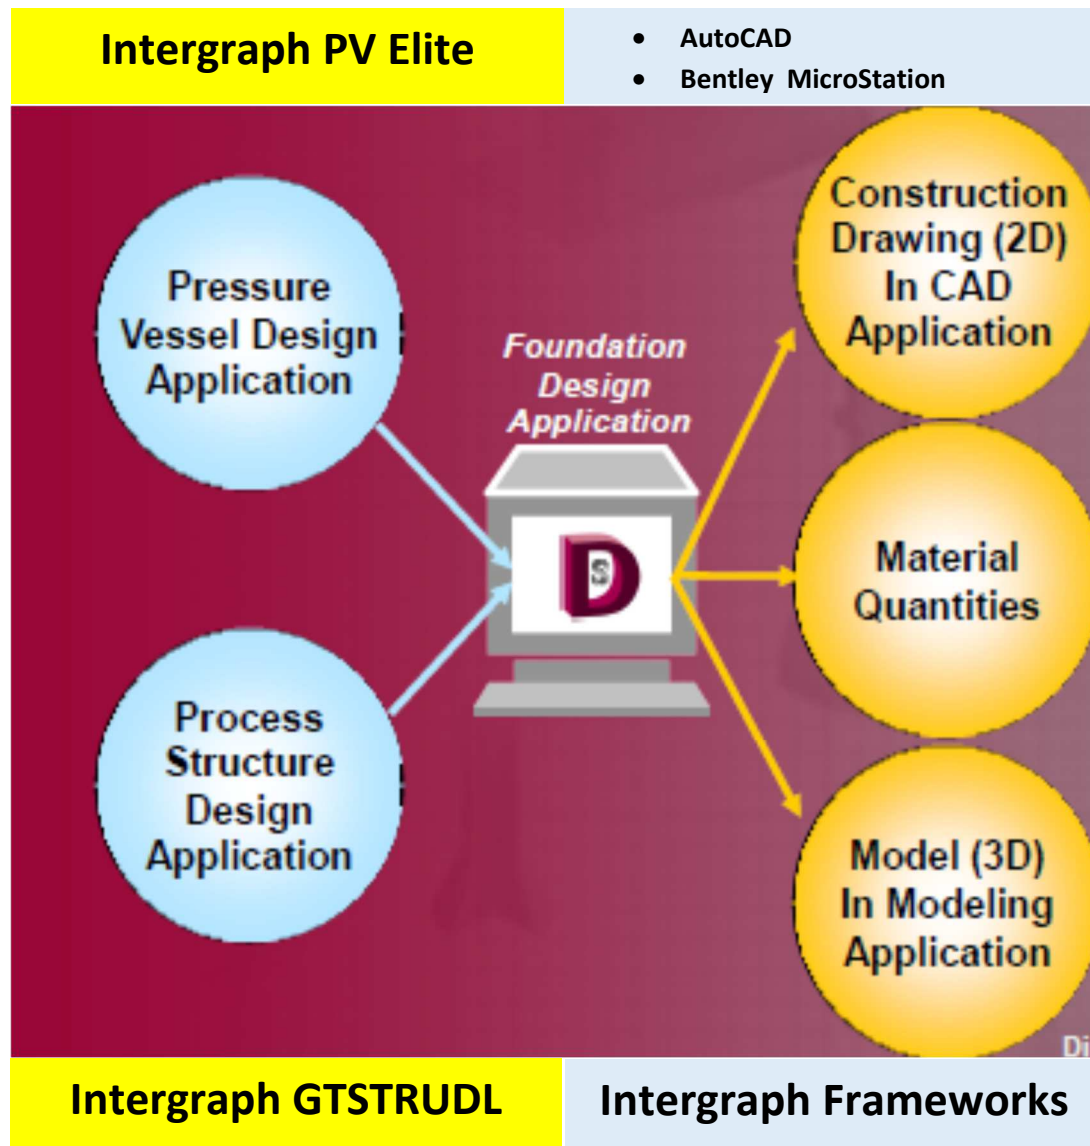 Intergraph PV Elite
• AutoCAD
• Bentley MicroStation
Pressure
Vessel Design
Application
Process
Structure
Design
Application
Foundation
Design
Application
D
S
Construction
Drawing (2D)
In CAD
Application
Material
Quantities
Model (3D)
In Modeling
Application
Di
Intergraph GTSTRUDL
Intergraph Frameworks